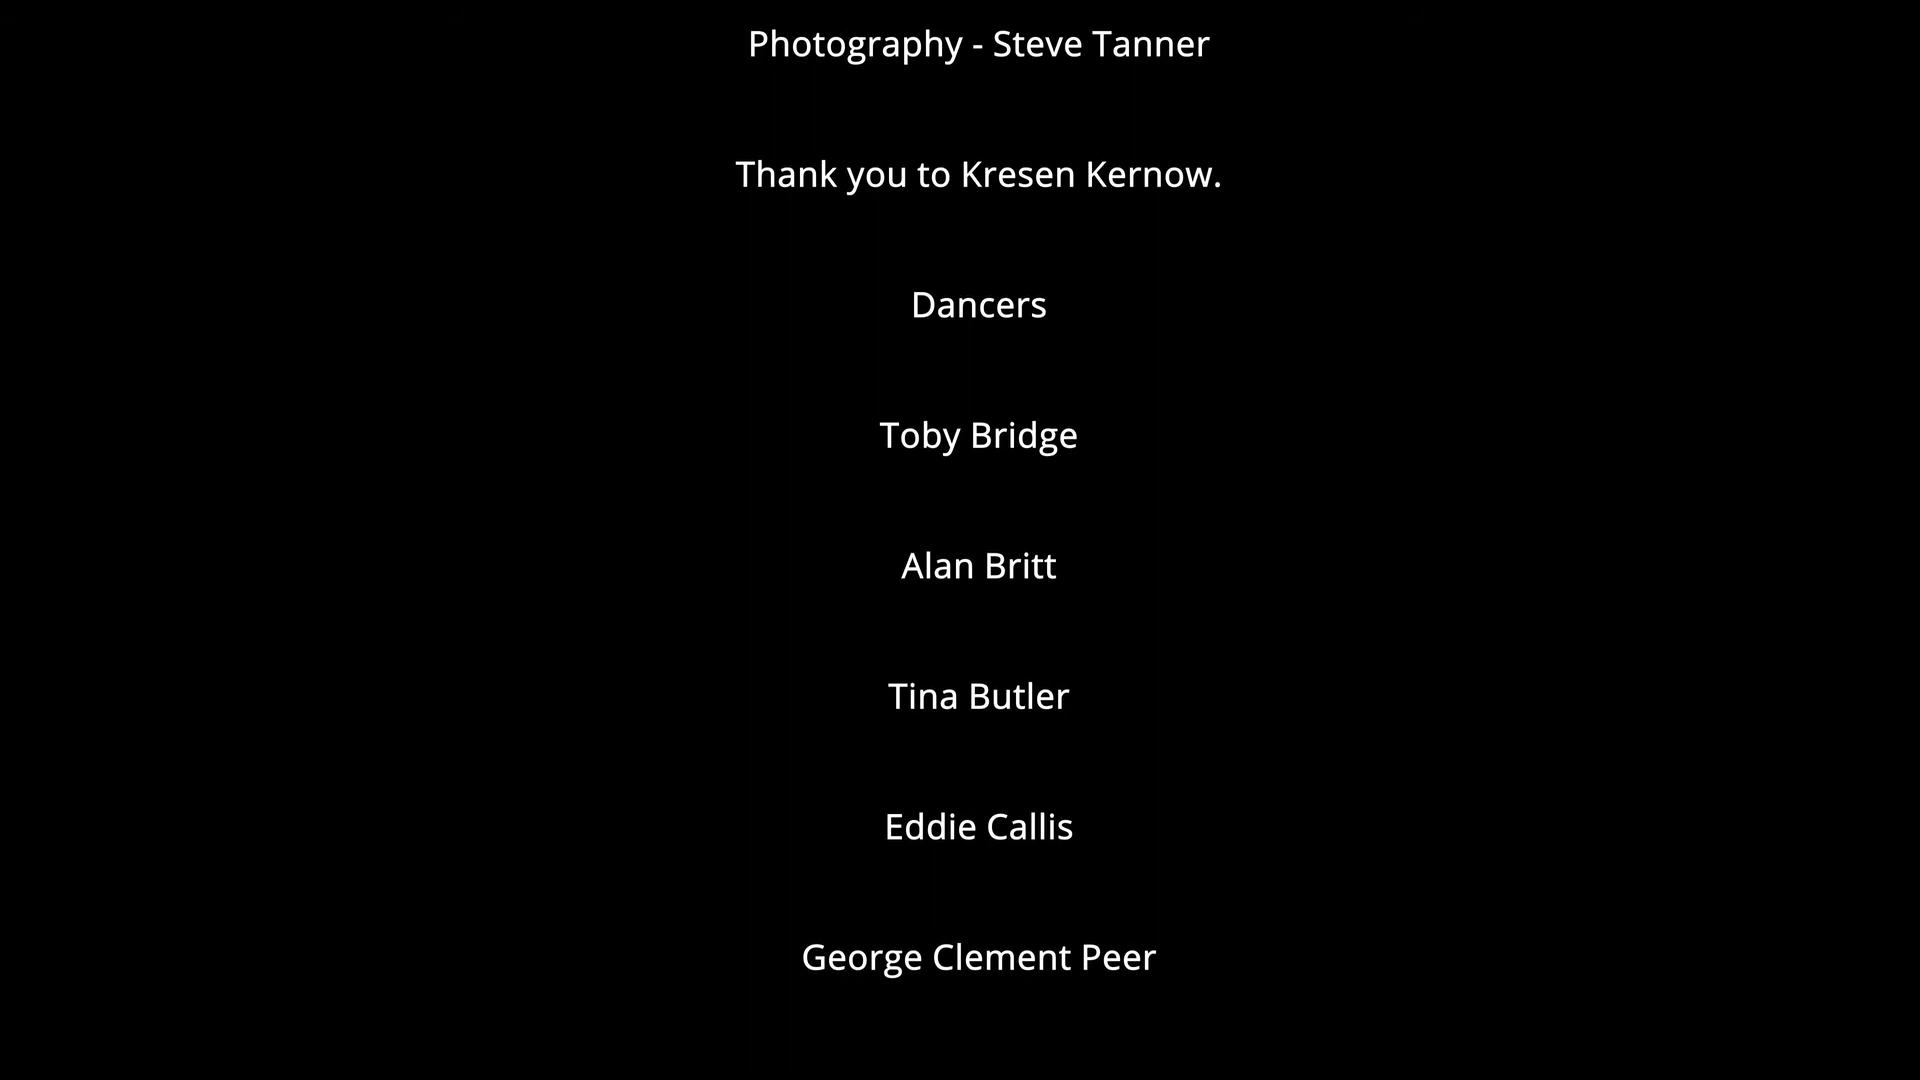 Photography - Steve Tanner
Thank you to Kresen Kernow.
Dancers
Toby Bridge
Alan Britt
Tina Butler
Eddie Callis
George Clement Peer